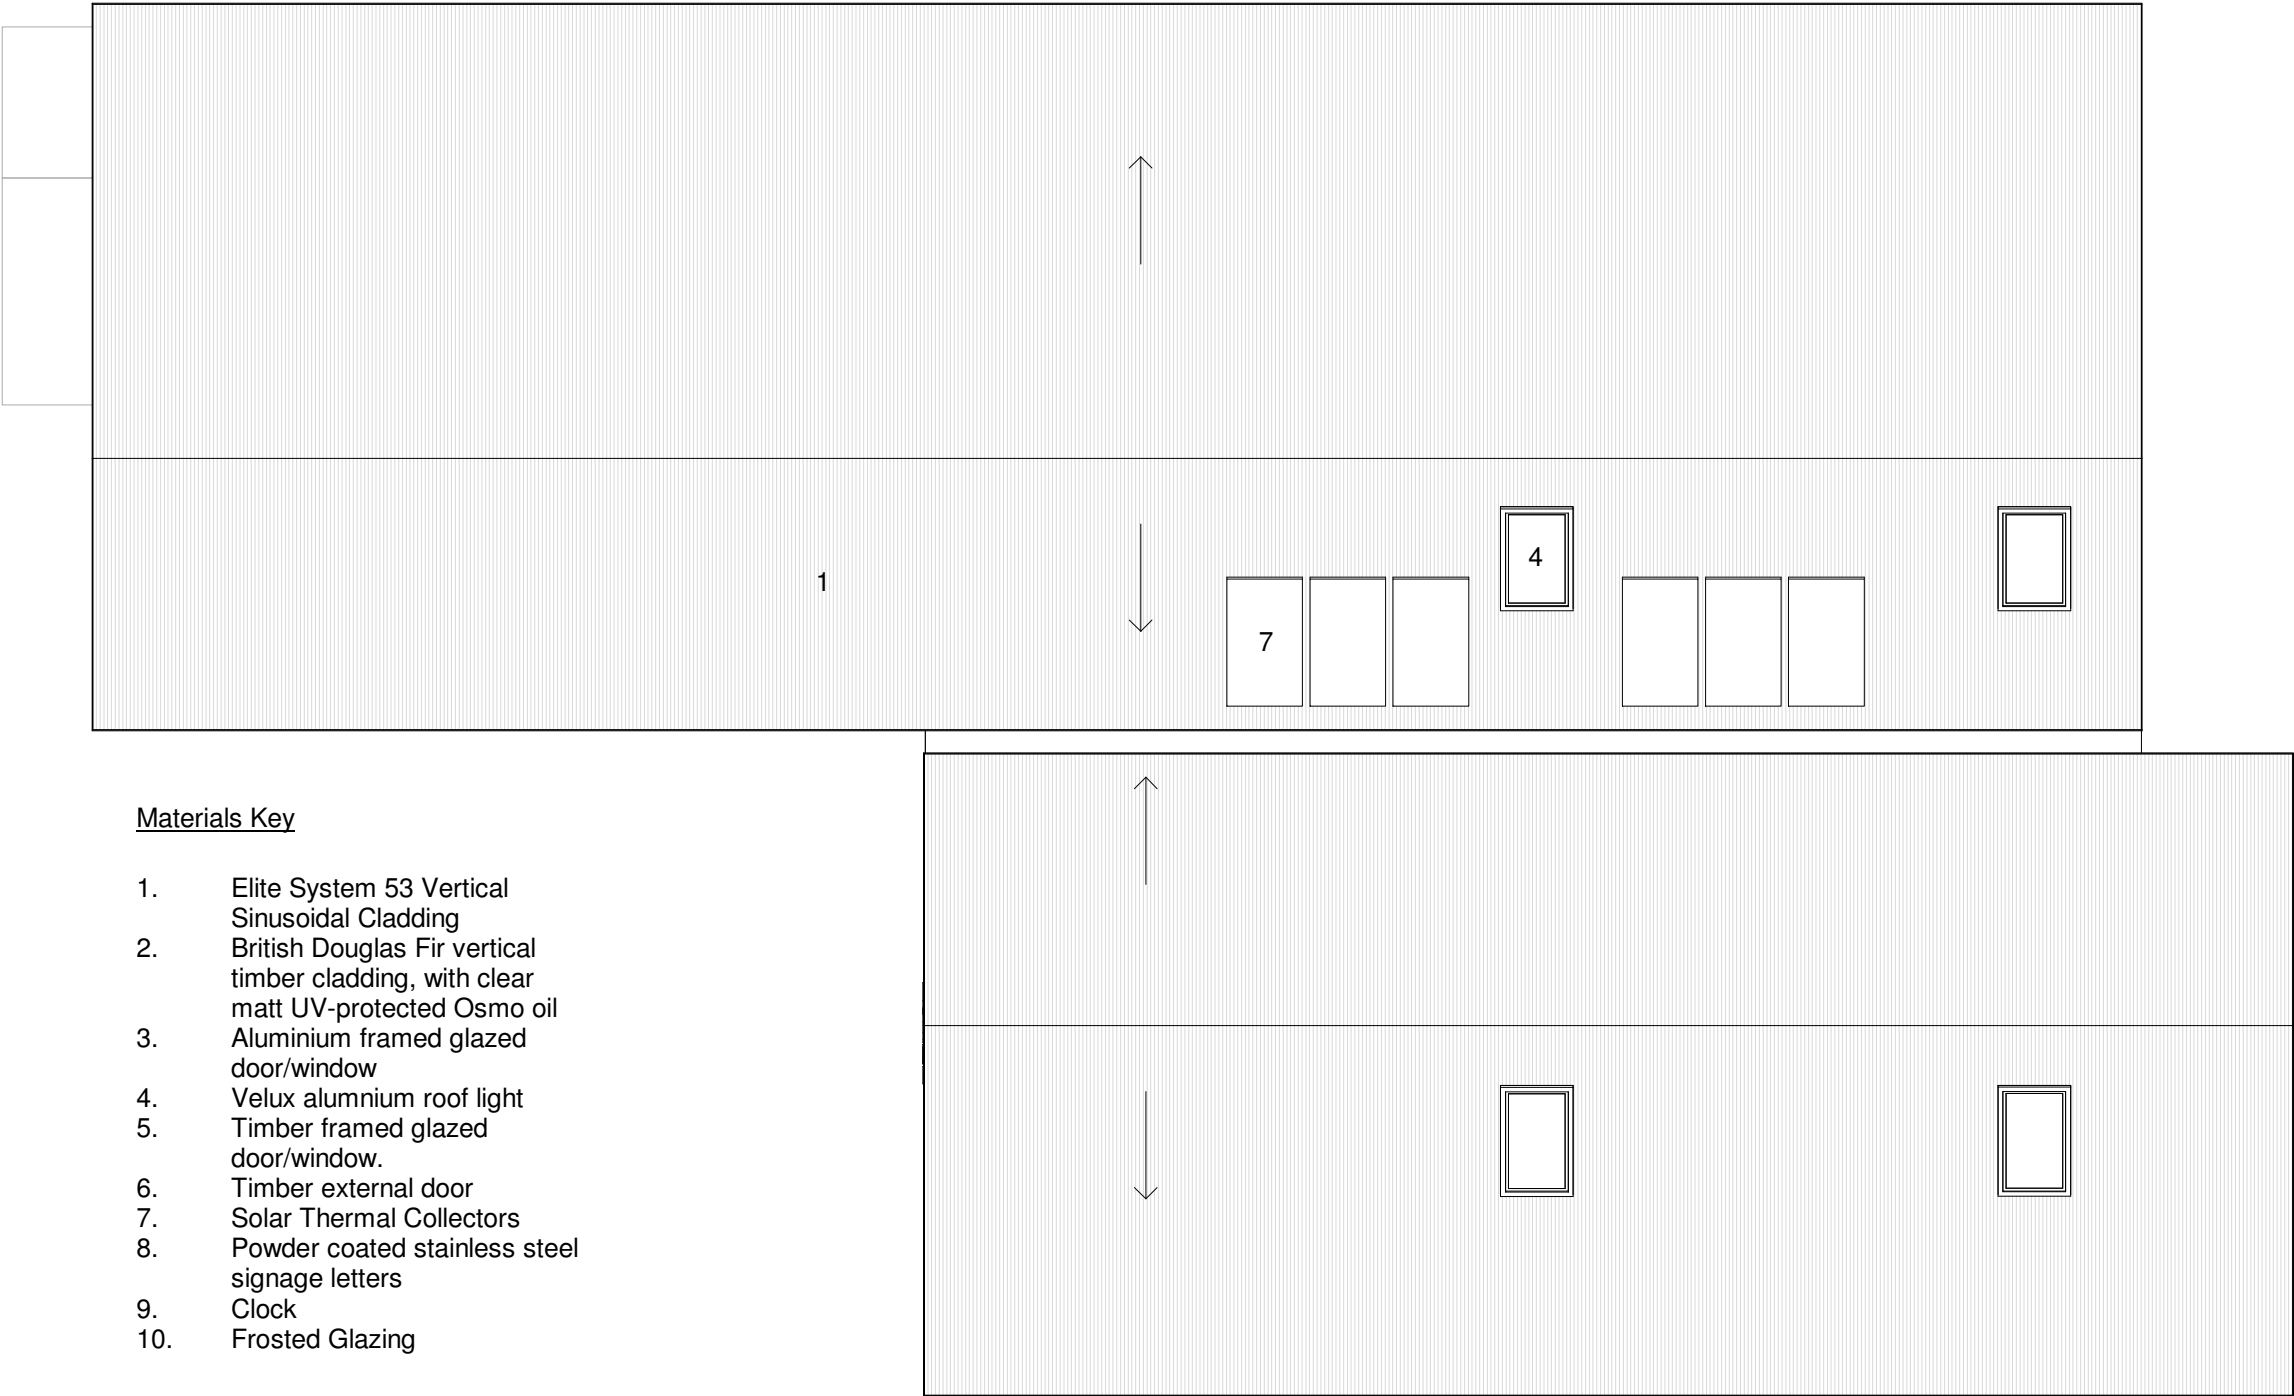 4
1
7
Materials Key
1. Elite System 53 Vertical
Sinusoidal Cladding
2. British Douglas Fir vertical
timber cladding, with clear
matt UV-protected Osmo oil
3. Aluminium framed glazed
door/window
4. Velux alumnium roof light
5. Timber framed glazed
door/window.
6. Timber external door
7. Solar Thermal Collectors
8. Powder coated stainless steel
signage letters
9. Clock
10. Frosted Glazing